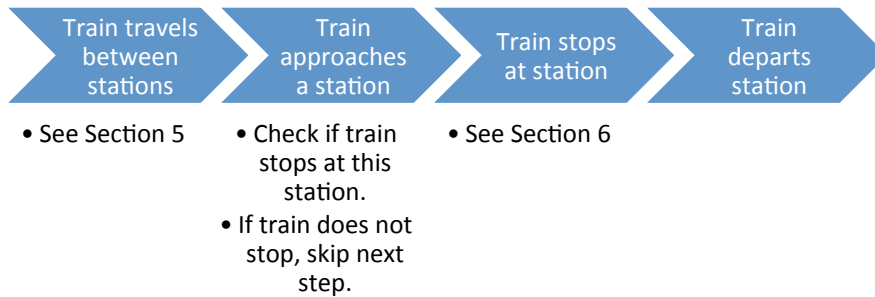 Train travels
between
stations
Train
approaches
a station
Train stops
at station
Train
departs
station
• See Section 5
• Check if train
stops at this
station.
• If train does not
stop, skip next
step.
• See Section 6